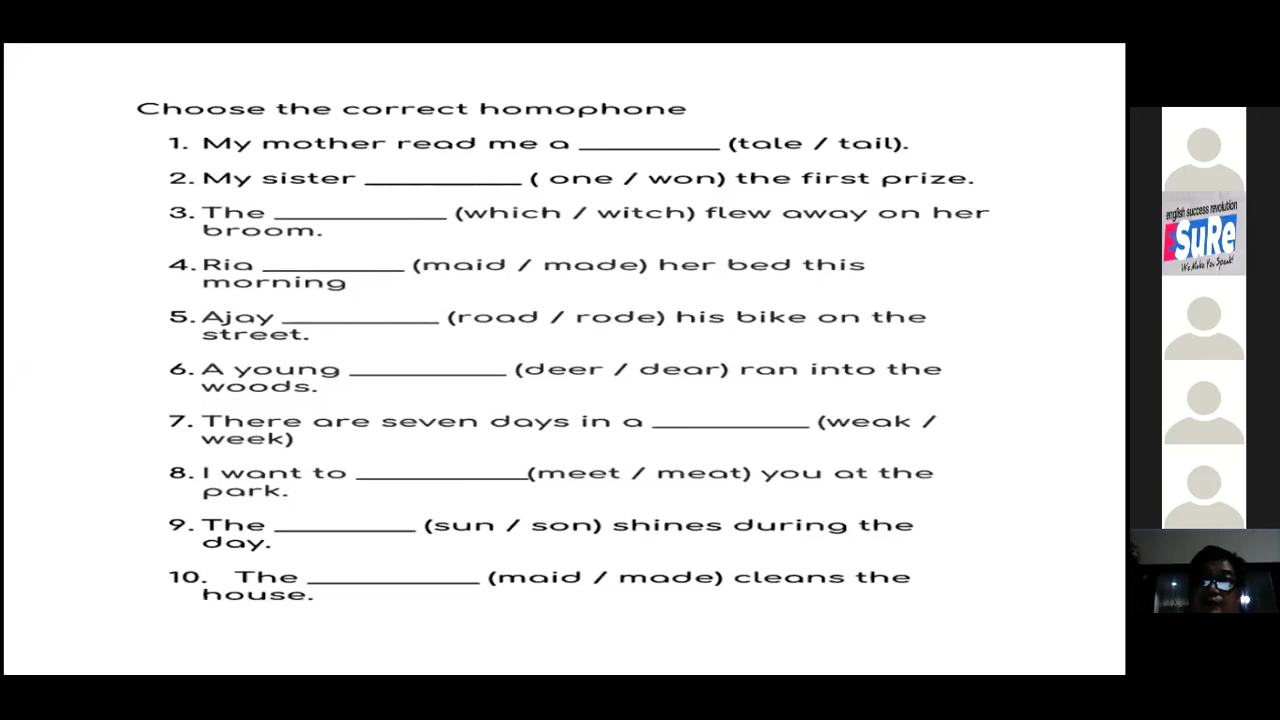 Choose the correct homophone
1. My mother read me a __________ (tale / tail).
2. My sister ___________ ( one / won) the first prize.
3. The ____________ (which / witch) flew away on her
broom.
4. Ria __________ (maid / made) her bed this
morning
5. Ajay ___________ (road / rode) his bike on the
street.
6. A young ___________ (deer / dear) ran into the
woods.
7. There are seven days in a ___________ (weak /
week)
8. I want to ____________(meet / meat) you at the
park.
9. The __________ (sun / son) shines during the
day.
10. The ____________ (maid / made) cleans the
house.
english success revolution
eSuRe
We Make You Speak!